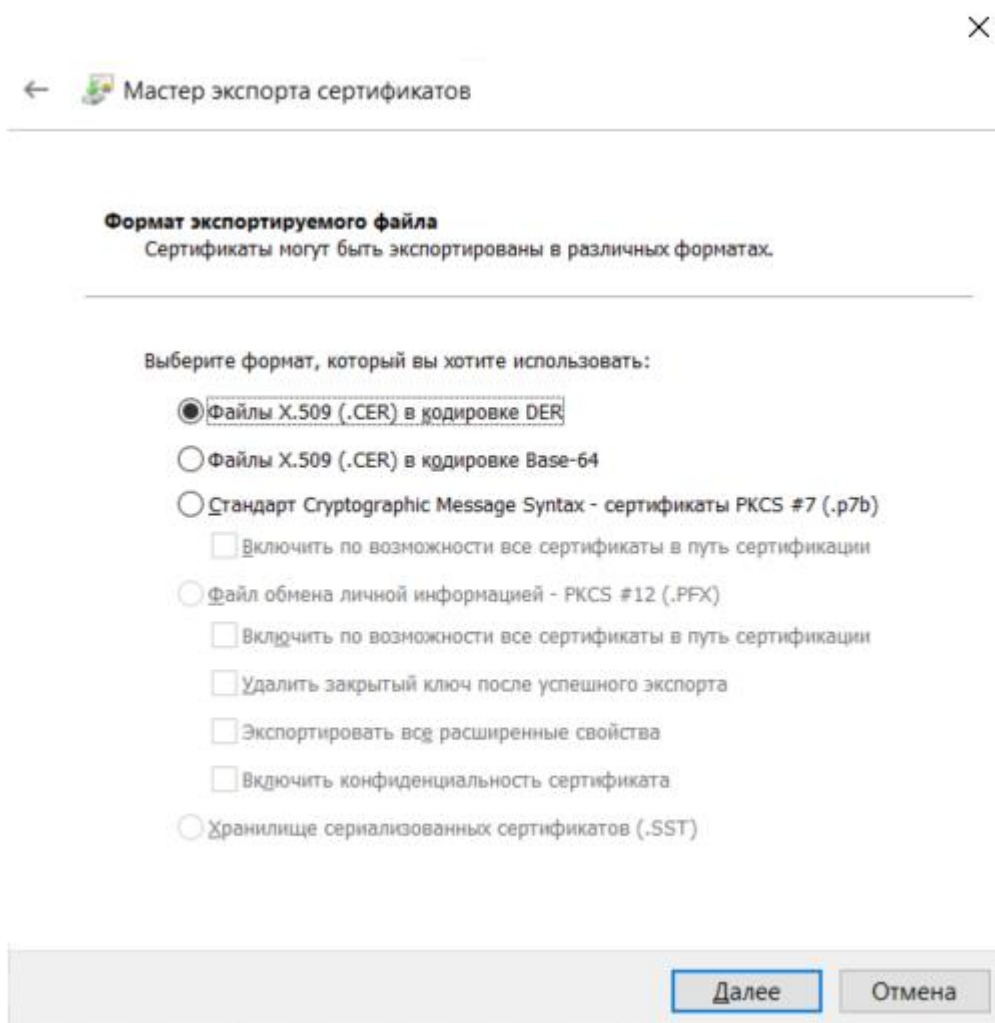 Мастер экспорта сертификатов
Формат экспортируемого файла
Сертификаты могут быть экспортированы в различных форматах.
Выберите формат, который вы хотите использовать:
Файлы X.509 (.CER) в кодировке DER
Файлы X.509 (.CER) в кодировке Base-64
Стандарт Cryptographic Message Syntax - сертификаты PKCS #7 (.p7b)
Включить по возможности все сертификаты в путь сертификации
Файл обмена личной информацией - PKCS #12 (.PFX)
Включить по возможности все сертификаты в путь сертификации
Удалить закрытый ключ после успешного экспорта
Экспортировать все расширенные свойства
Включить конфиденциальность сертификата
Хранилище сериализованных сертификатов (.SST)
Далее Отмена